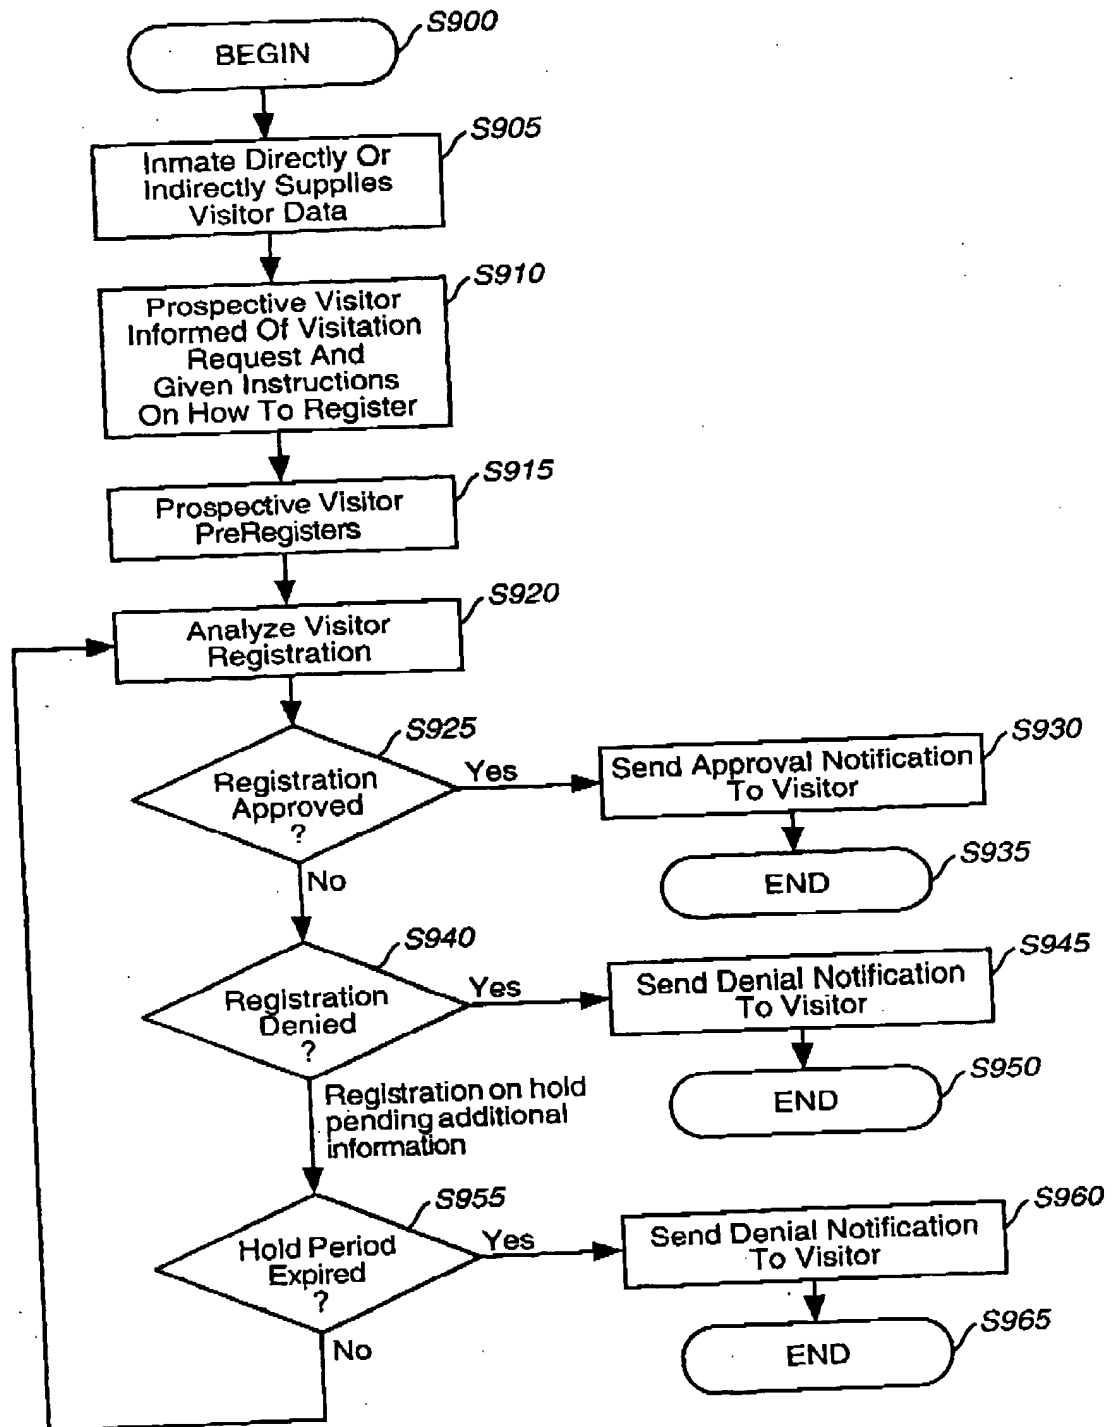 S900
BEGIN
S905
Inmate Directly Or
Indirectly Supplies
Visitor Data
S910
Prospective Visitor
Informed Of Visitation
Request And
Given Instructions
On How To Register
S915
Prospective Visitor
PreRegisters
S920
Analyze Visitor
Registration
S925
Registration
Approved
?
Yes
No
S930
Send Approval Notification
To Visitor
S935
END
S940
Registration
Denied
?
Yes
S945
Send Denial Notification
To Visitor
S950
END
Registration on hold
pending additional
information
S955
Hold Period
Expired
?
Yes
No
S960
Send Denial Notification
To Visitor
S965
END